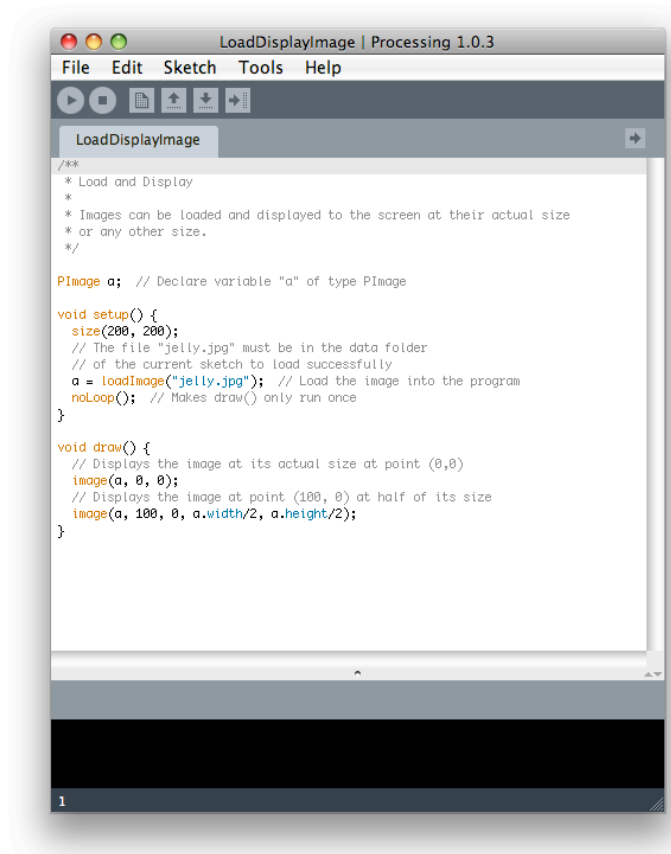 LoadDisplayImage | Processing 1.0.3
File Edit Sketch Tools Help
LoadDisplayImage
/**
 * Load and Display
 *
 * Images can be loaded and displayed to the screen at their actual size
 * or any other size.
 */
PImage a;  // Declare variable "a" of type PImage
void setup() {
  size(200, 200);
  // The file "jelly.jpg" must be in the data folder
  // of the current sketch to load successfully
  a = loadImage("jelly.jpg");  // Load the image into the program
  noLoop();  // Makes draw() only run once
}
void draw() {
  // Displays the image at its actual size at point (0,0)
  image(a, 0, 0);
  // Displays the image at point (100, 0) at half of its size
  image(a, 100, 0, a.width/2, a.height/2);
}
1